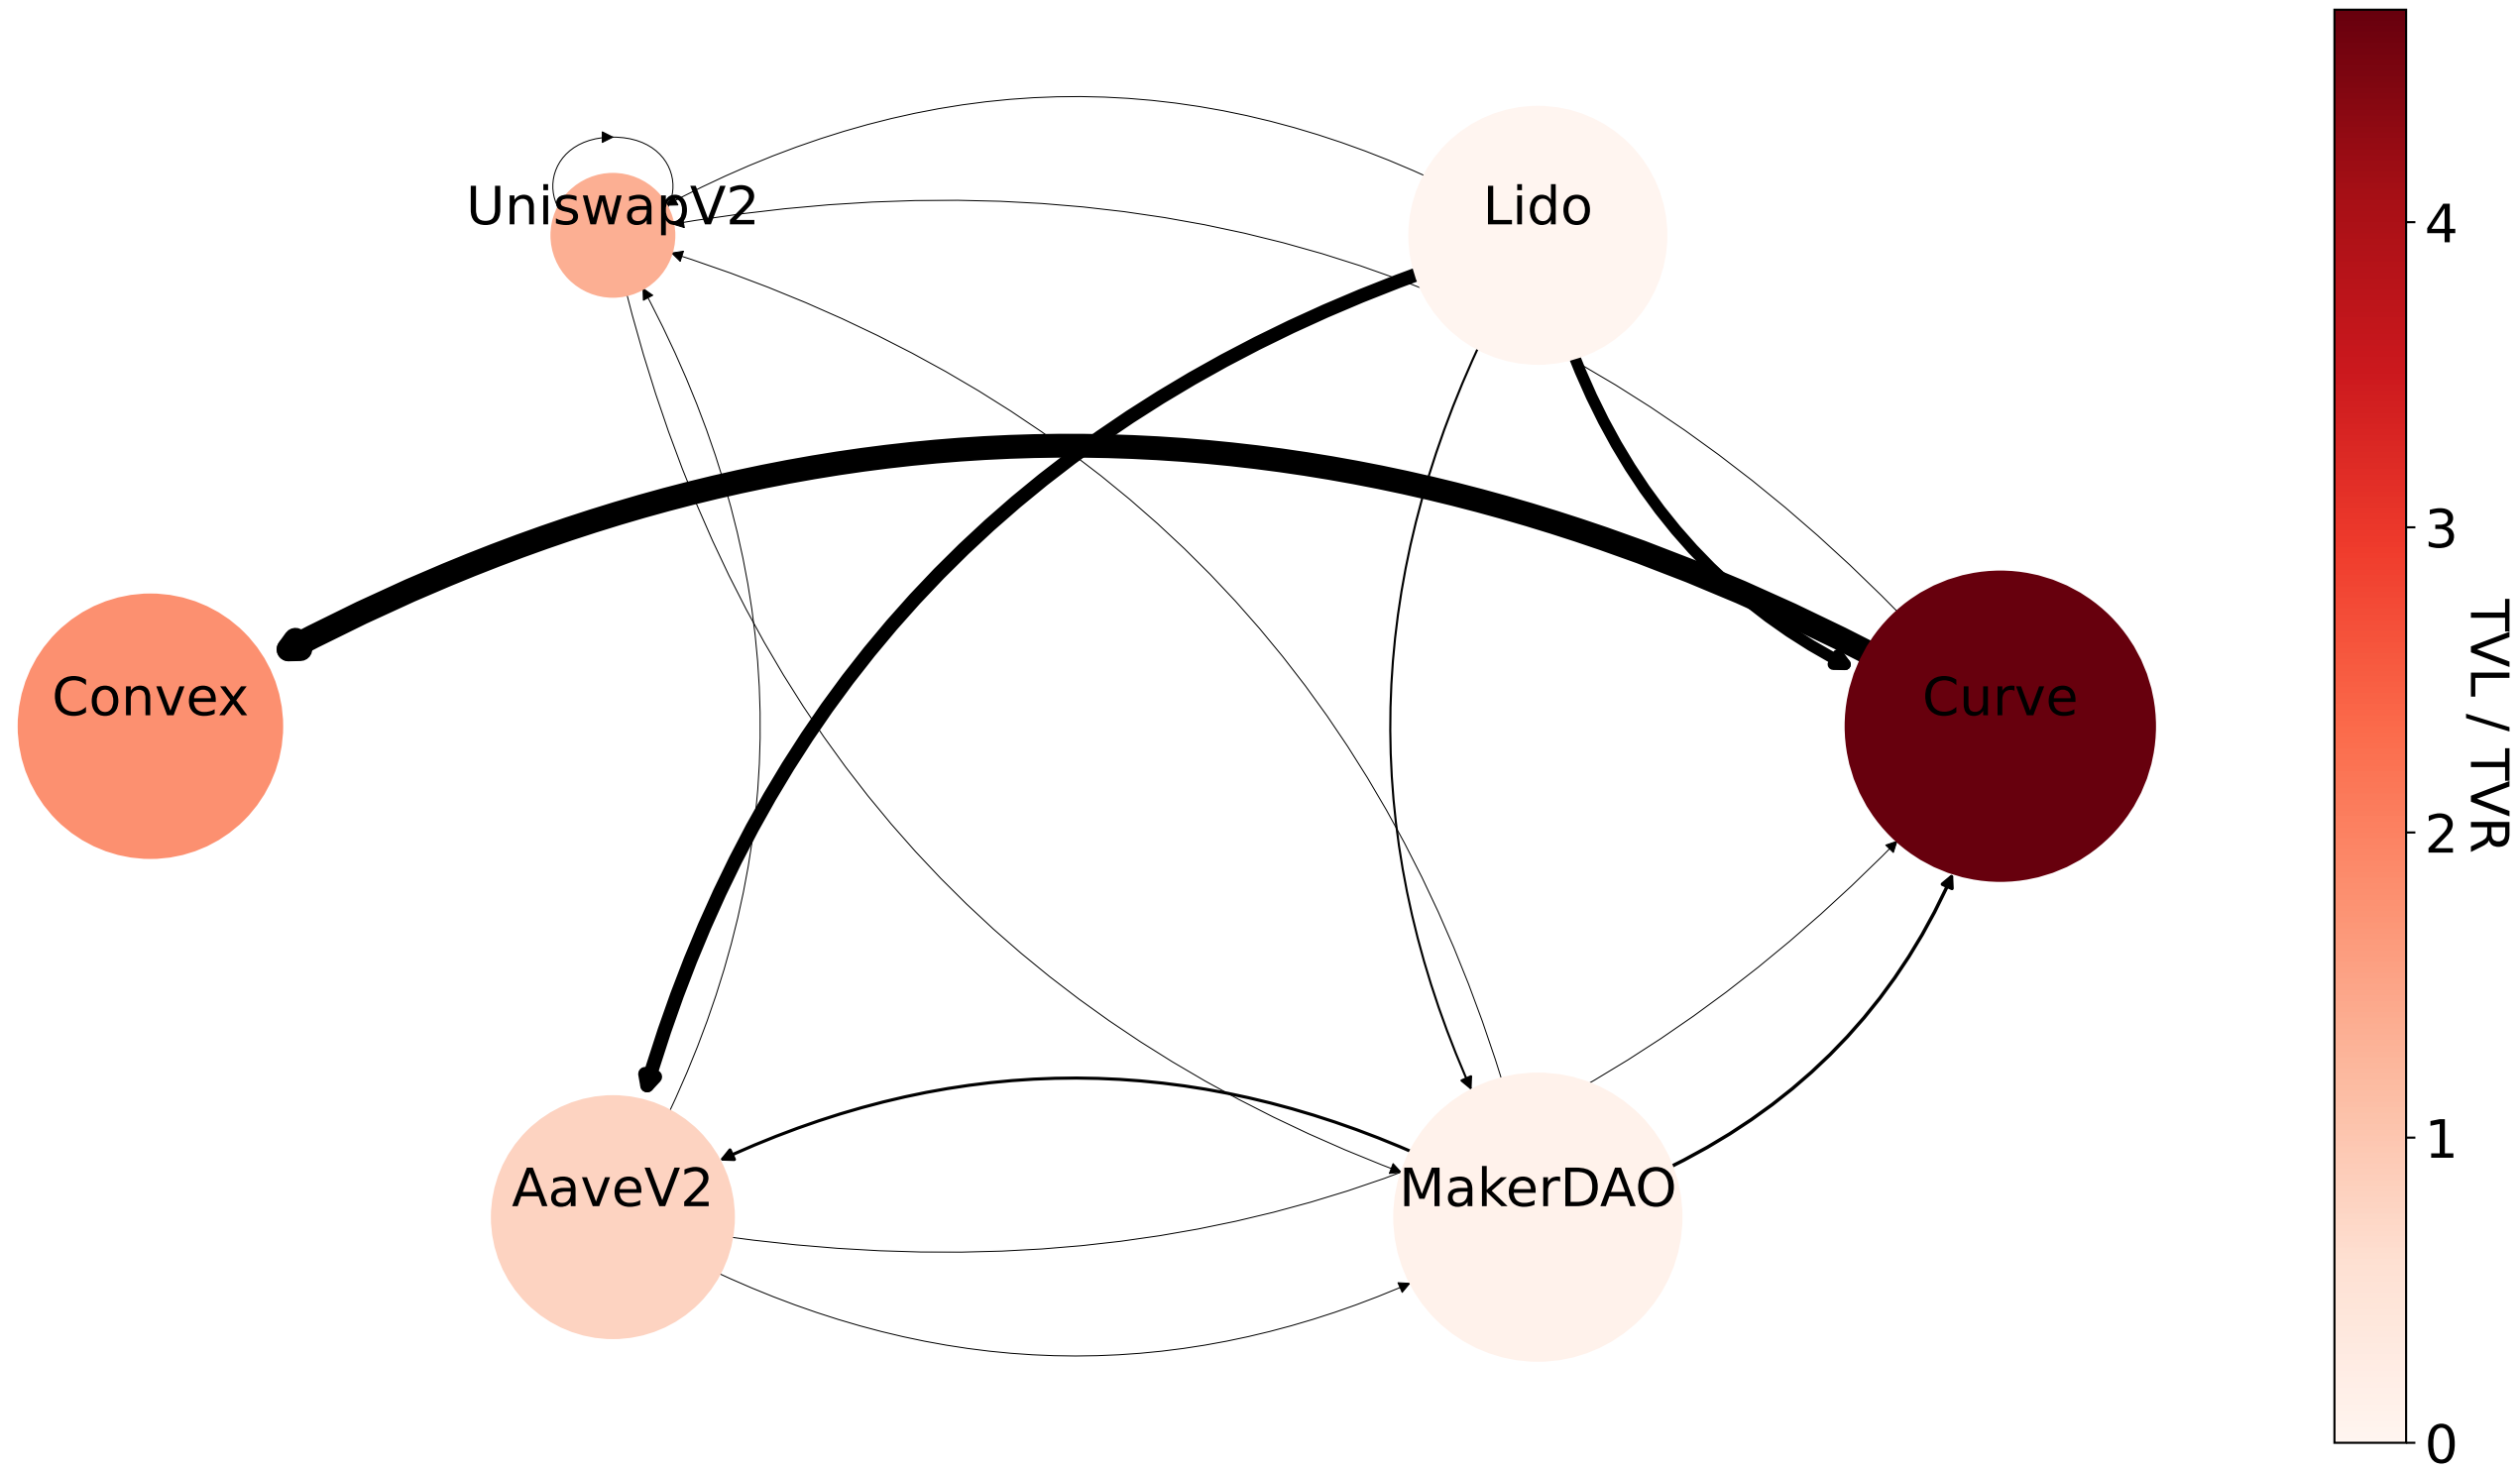 UniswapV2
Lido
Convex
Curve
AaveV2
MakerDAO
4
3
2
1
0
TVL / TVR